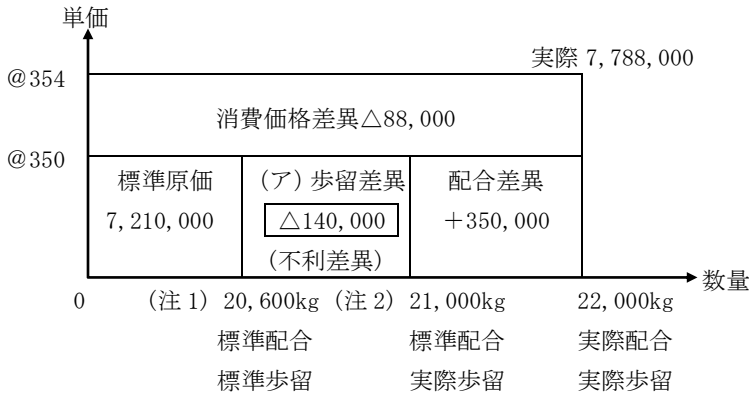 単価
実際 7,788,000
＠354
消費価格差異△88,000
＠350
標準原価 （ア）歩留差異 配合差異
7,210,000 △140,000 ＋350,000
（不利差異）
数量
0 （注 1）20,600kg（注 2）21,000kg 22,000kg
標準配合 標準配合 実際配合
標準歩留 実際歩留 実際歩留